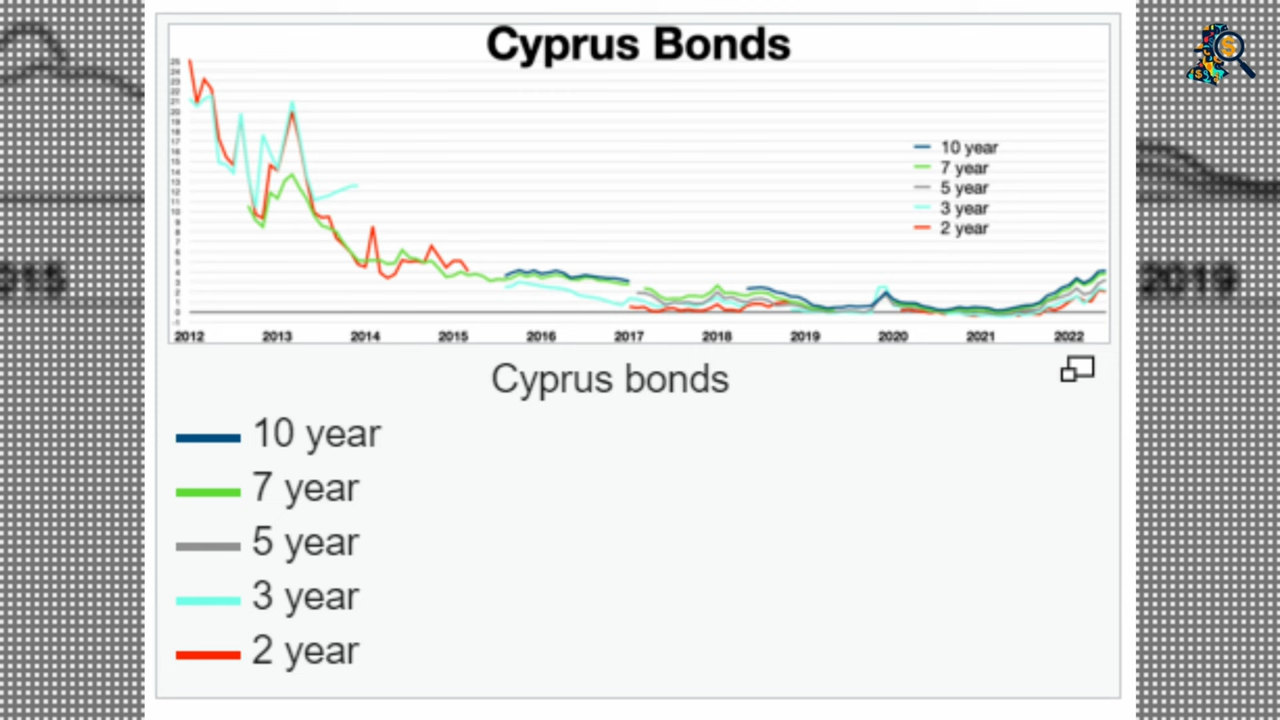 Cyprus Bonds
25
24
23
22
21
20
19
18
17
16
15
14
13
12
11
10
9
8
7
6
5
4
3
2
1
0
-1
10 year
7 year
5 year
3 year
2 year
2012 2013 2014 2015 2016 2017 2018 2019 2020 2021 2022
Cyprus bonds
10 year
7 year
5 year
3 year
2 year
2019